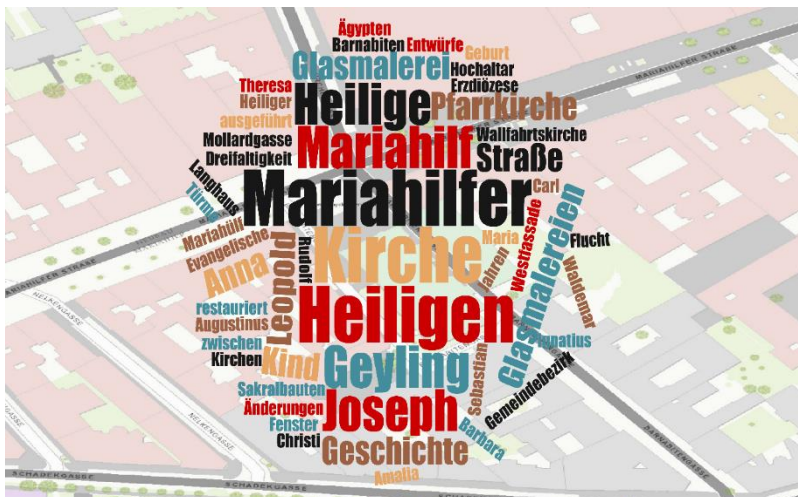 Ägypten
Barnabiten Entwürfe
Geburt
Glasmalerei
Hochaltar
Erzdiözese
Theresa
Heiliger
Heilige
Pfarrkirche
ausgeführt
Mollardgasse
Mariahilf
Wallfahrtskirche
Dreifaltigkeit
Straße
MARIAHILFER STRASSE
Langhaus
Türme
Mariahilfer
Carl
Mariahülf
Evangelische
Leopold
Rudolf
Kirche
Maria
Jahren
Westfassade
Glasmalereien
Flucht
Waldemar
Anna
MARIAHILFER STRASSE
NELKENGASSE
restauriert
Augustinus
zwischen
Heiligen
Ignatius
Kirchen
Kind
Geyling
Sebastian
Gemeindebezirk
Sakralbauten
Änderungen
Joseph
Fenster
Barbara
Christi
Geschichte
Amalia
NELKENGASSE
BARNABITENGASSE
SCHADEKGASSE
SCHADEKGASSE